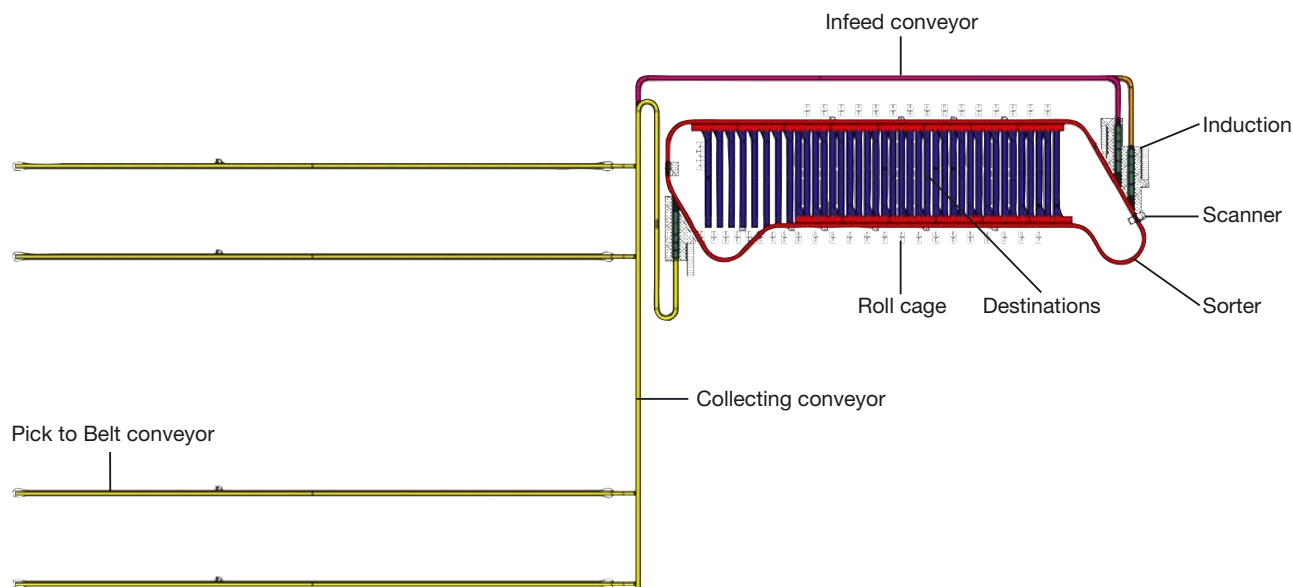 Infeed conveyor
Induction
Scanner
Roll cage
Destinations
Sorter
Collecting conveyor
Pick to Belt conveyor